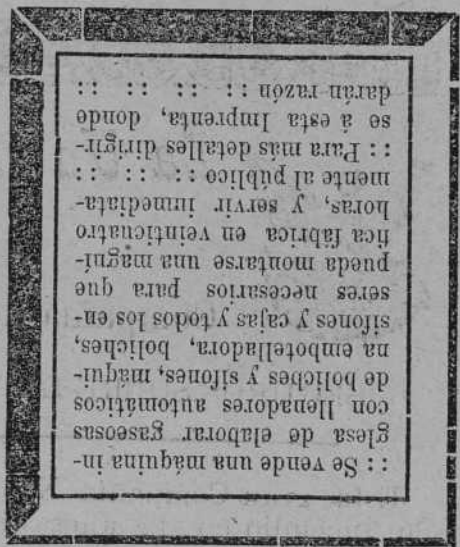 :: Se vende una máquina in-
glesa de elaborar gaseosas
con llenadores automáticos
de boliches y sifones, máqui-
na embotelladora, boliches,
sifones y cajas y todos los en-
seres necesarios para que
pueda montarse una magní-
fica fábrica en veinticuatro
horas, y servir inmediata-
mente al público :: :: :: ::
:: Para más detalles dirigir-
se á esta Imprenta, donde
darán razón :: :: :: :: ::